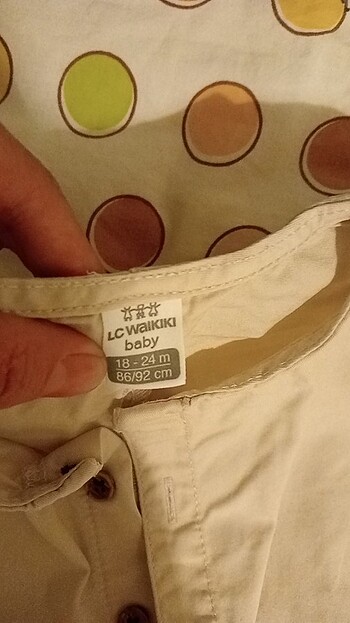 LC WAIKIKI
baby
18 - 24 m
86/92 cm